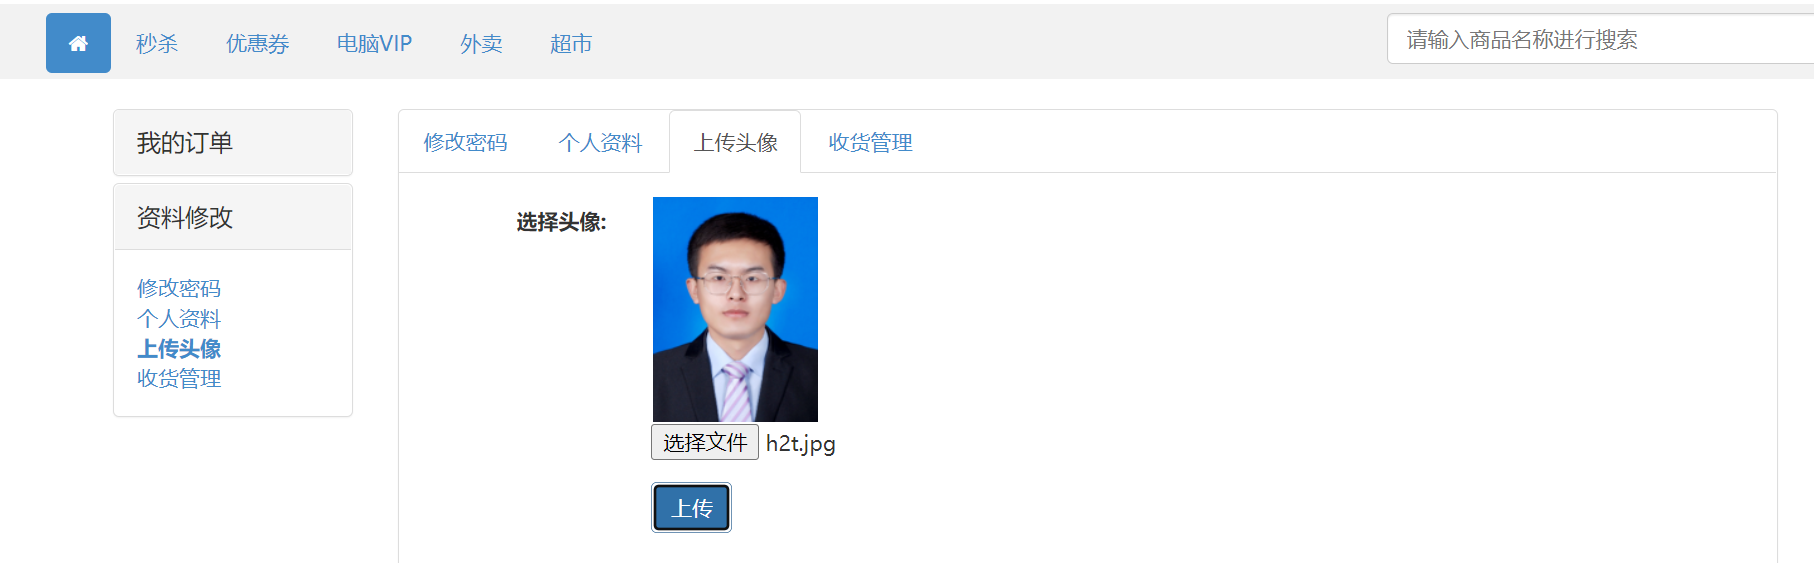 秒杀 优惠券 电脑VIP 外卖 超市 请输入商品名称进行搜索
我的订单
资料修改
修改密码
个人资料
上传头像
收货管理
修改密码 个人资料 上传头像 收货管理
选择头像:
选择文件 h2t.jpg
上传